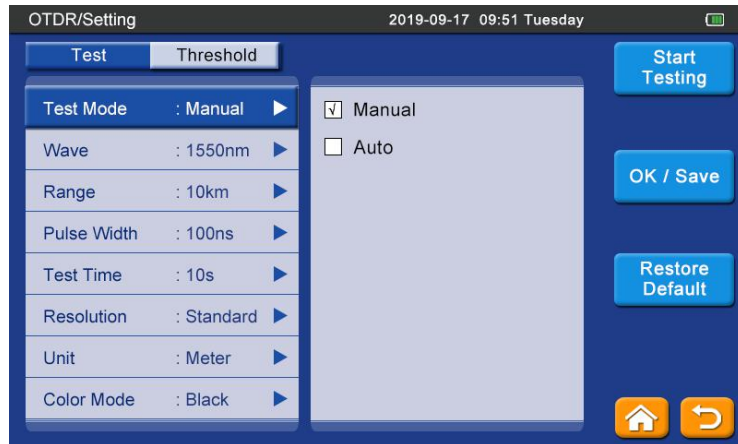 OTDR/Setting 2019-09-17 09:51 Tuesday
Test Threshold
Start
Testing
Test Mode : Manual
Wave : 1550nm
Range : 10km
Pulse Width : 100ns
Test Time : 10s
Resolution : Standard
Unit : Meter
Color Mode : Black
√ Manual
Auto
OK / Save
Restore
Default